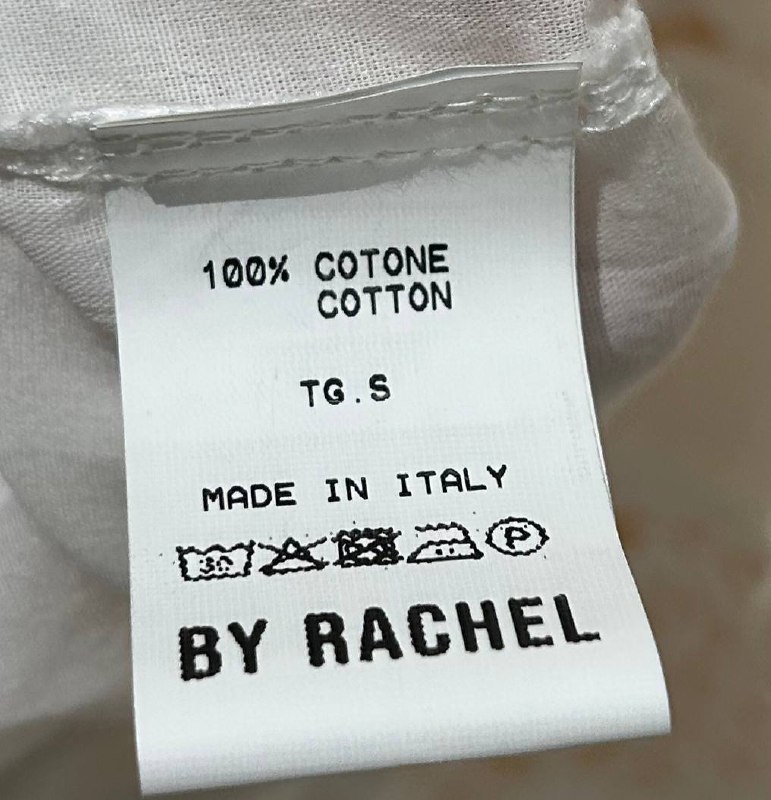 100% COTONE
COTTON
TG.S
MADE IN ITALY
30 P
BY RACHEL